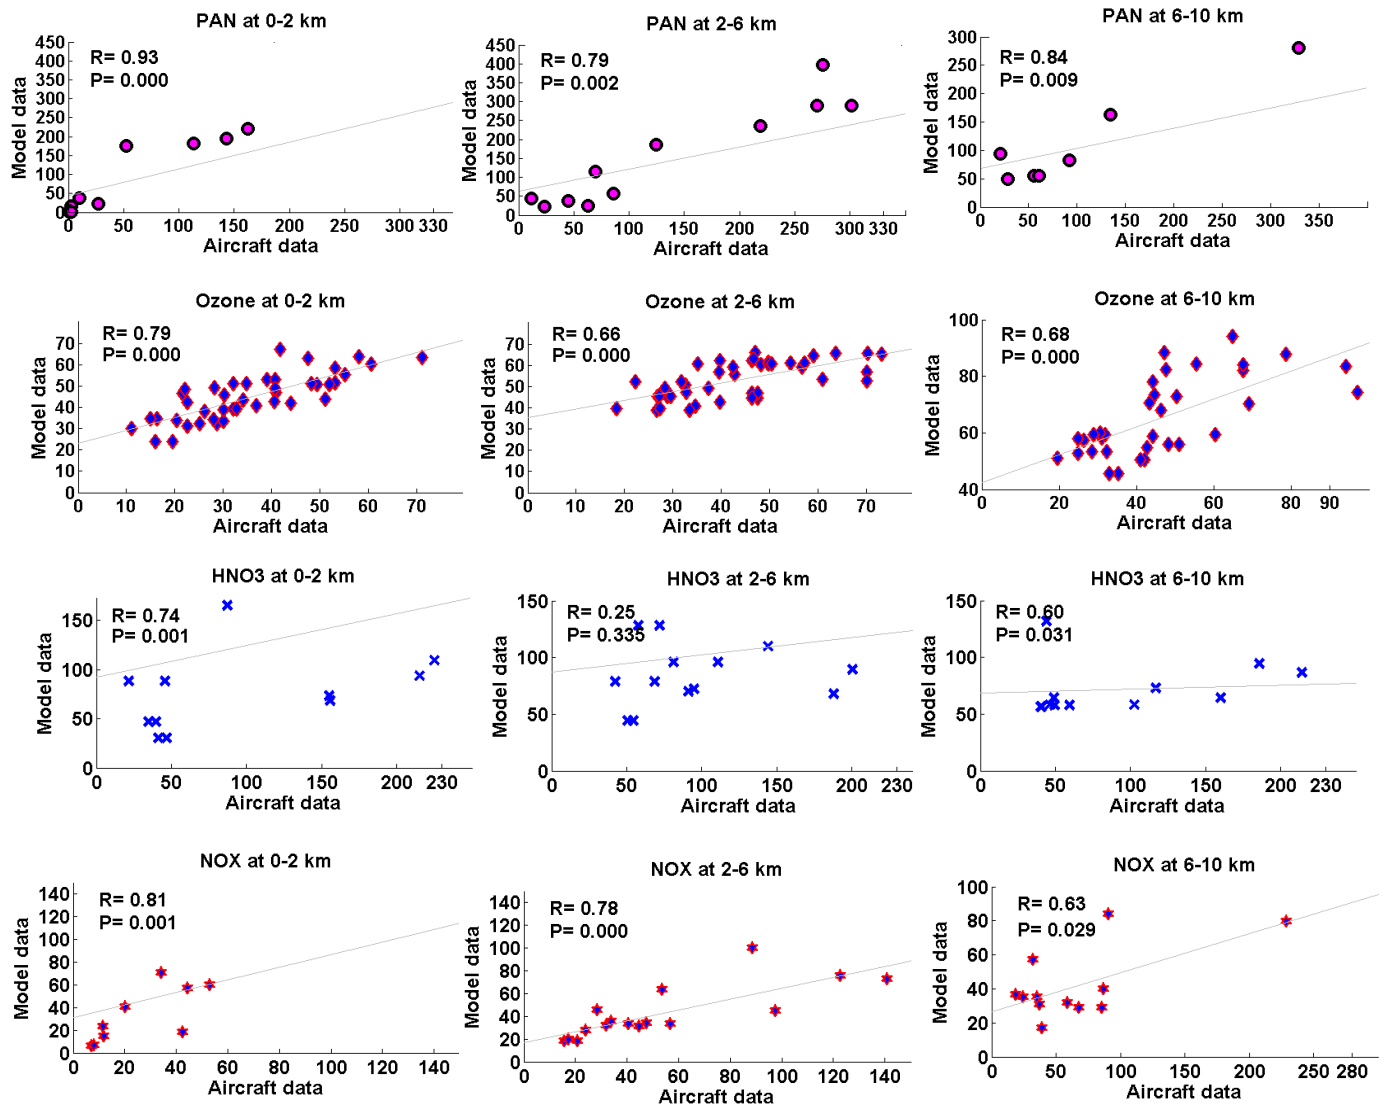 PAN at 0-2 km
R= 0.93
P= 0.000
Model data
450
400
350
300
250
200
150
100
50
0
0 50 100 150 200 250 300 330
Aircraft data
PAN at 2-6 km
R= 0.79
P= 0.002
Model data
450
400
350
300
250
200
150
100
50
0
0 50 100 150 200 250 300 330
Aircraft data
PAN at 6-10 km
R= 0.84
P= 0.009
Model data
300
250
200
150
100
50
0
0 50 100 150 200 250 300 350
Aircraft data
Ozone at 0-2 km
R= 0.79
P= 0.000
Model data
70
60
50
40
30
20
10
0
0 10 20 30 40 50 60 70
Aircraft data
Ozone at 2-6 km
R= 0.66
P= 0.000
Model data
70
60
50
40
30
20
10
0
0 10 20 30 40 50 60 70
Aircraft data
Ozone at 6-10 km
R= 0.68
P= 0.000
Model data
100
80
60
40
0 20 40 60 80 90
Aircraft data
HNO3 at 0-2 km
R= 0.74
P= 0.001
Model data
150
100
50
0
0 50 100 150 200 230
Aircraft data
HNO3 at 2-6 km
R= 0.25
P= 0.335
Model data
150
100
50
0
0 50 100 150 200 230
Aircraft data
HNO3 at 6-10 km
R= 0.60
P= 0.031
Model data
150
100
50
0
0 50 100 150 200 230
Aircraft data
NOX at 0-2 km
R= 0.81
P= 0.001
Model data
140
120
100
80
60
40
20
0
0 20 40 60 80 100 120 140
Aircraft data
NOX at 2-6 km
R= 0.78
P= 0.000
Model data
140
120
100
80
60
40
20
0
0 20 40 60 80 100 120 140
Aircraft data
NOX at 6-10 km
R= 0.63
P= 0.029
Model data
100
80
60
40
20
0
0 50 100 150 200 250 280
Aircraft data